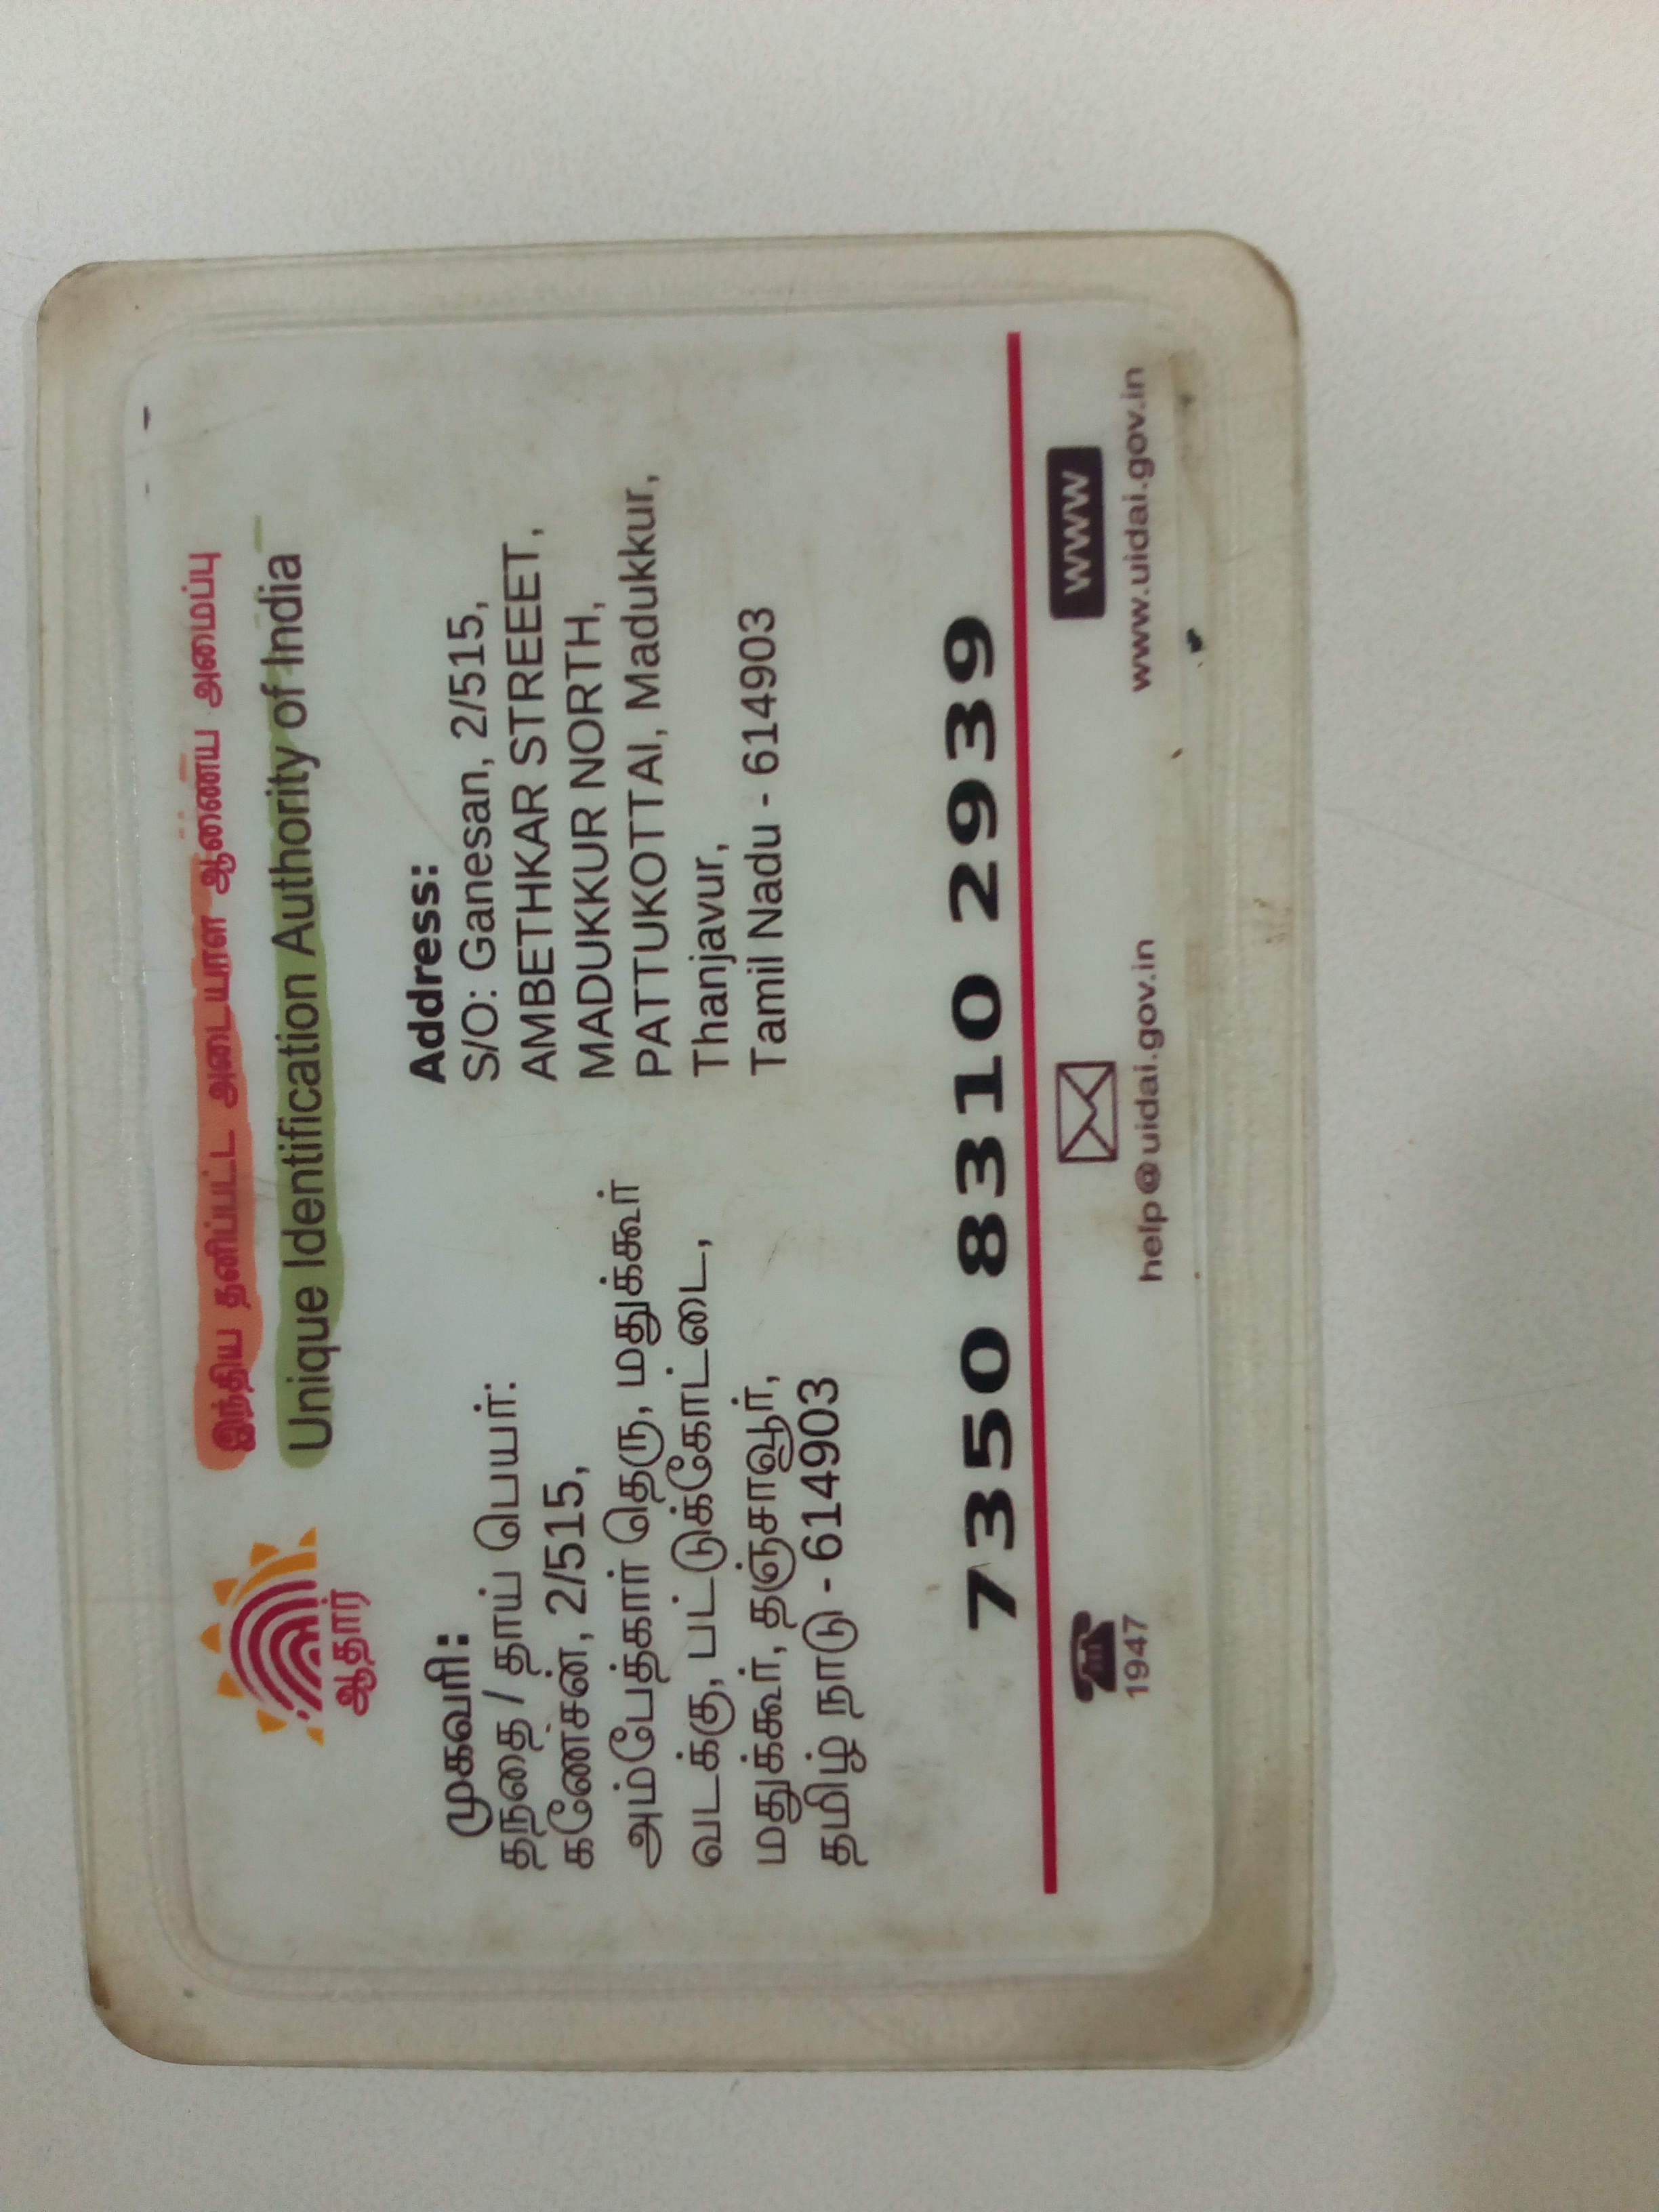 இந்திய தனிப்பட்ட அடையாள ஆணைய அமைப்பு
Unique Identification Authority of India
ஆதார்
முகவரி:
தந்தை / தாய் பெயர்:
கணேசன், 2/515,
அம்பேத்கார் தெரு, மதுக்கூர்
வடக்கு, பட்டுக்கோட்டை,
மதுக்கூர், தஞ்சாவூர்,
தமிழ் நாடு - 614903
Address:
S/O: Ganesan, 2/515,
AMBETHKAR STREEET,
MADUKKUR NORTH,
PATTUKOTTAI, Madukkur,
Thanjavur,
Tamil Nadu - 614903
7350 8310 2939
1947
help@uidai.gov.in
www
www.uidai.gov.in